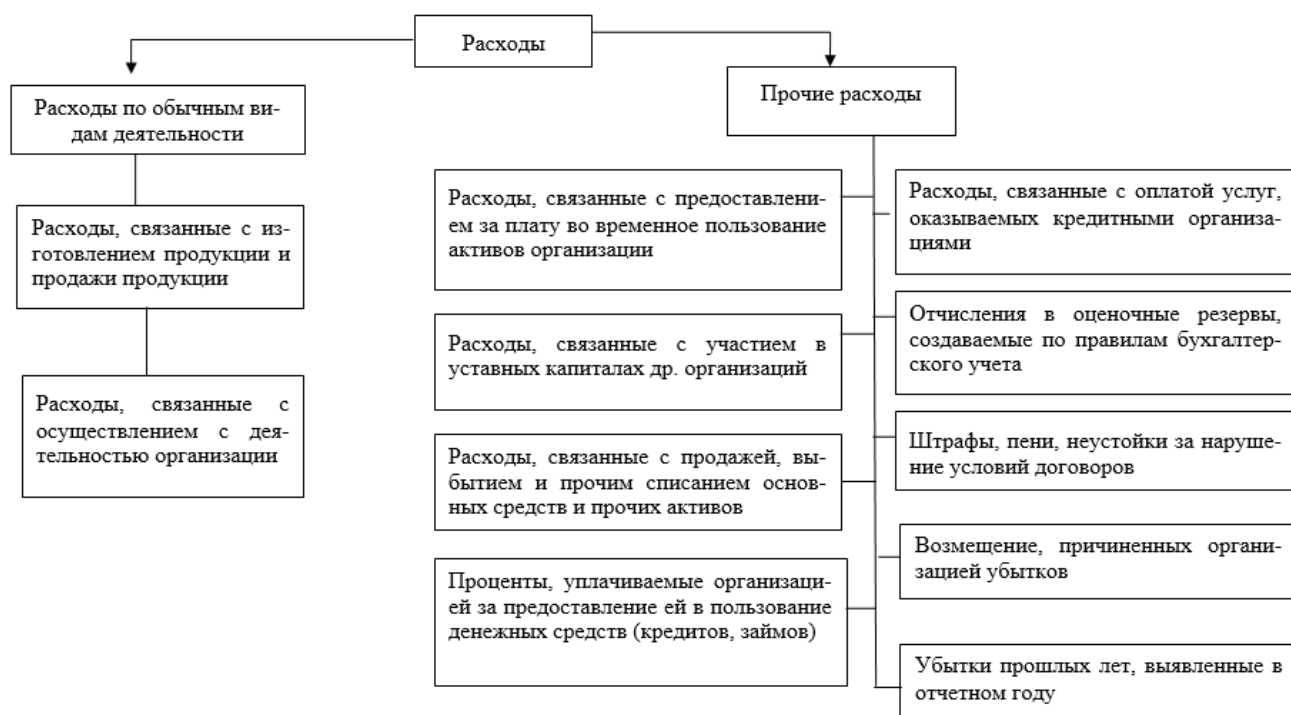 Расходы
Расходы по обычным ви-
дам деятельности
Прочие расходы
Расходы, связанные с из-
готовлением продукции и
продажи продукции
Расходы, связанные с
осуществлением с дея-
тельностью организации
Расходы, связанные с предоставлени-
ем за плату во временное пользование
активов организации
Расходы, связанные с участием в
уставных капиталах др. организаций
Расходы, связанные с продажей, вы-
бытием и прочим списанием основ-
ных средств и прочих активов
Проценты, уплачиваемые организаци-
ей за предоставление ей в пользование
денежных средств (кредитов, займов)
Расходы, связанные с оплатой услуг,
оказываемых кредитными организа-
циями
Отчисления в оценочные резервы,
создаваемые по правилам бухгалтер-
ского учета
Штрафы, пени, неустойки за наруше-
ние условий договоров
Возмещение, причиненных органи-
зацией убытков
Убытки прошлых лет, выявленные в
отчетном году